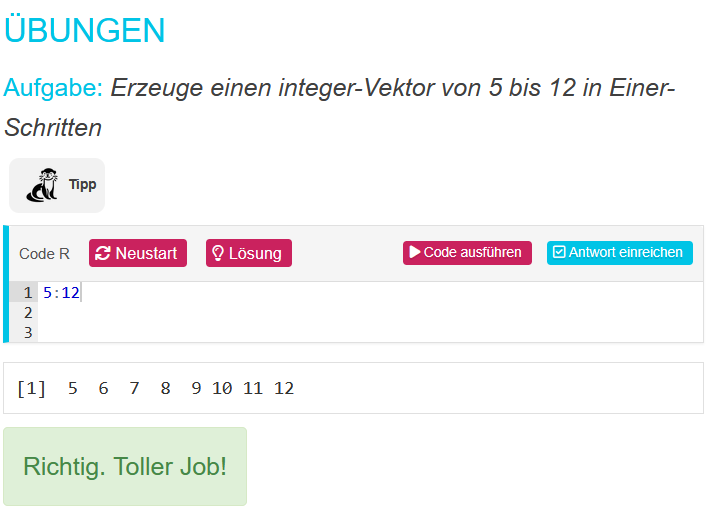 ÜBUNGEN
Aufgabe: Erzeuge einen integer-Vektor von 5 bis 12 in Einer-
Schritten
Tipp
Code R Neustart Lösung Code ausführen Antwort einreichen
1 5:12
2
3
[1]  5  6  7  8  9 10 11 12
Richtig. Toller Job!